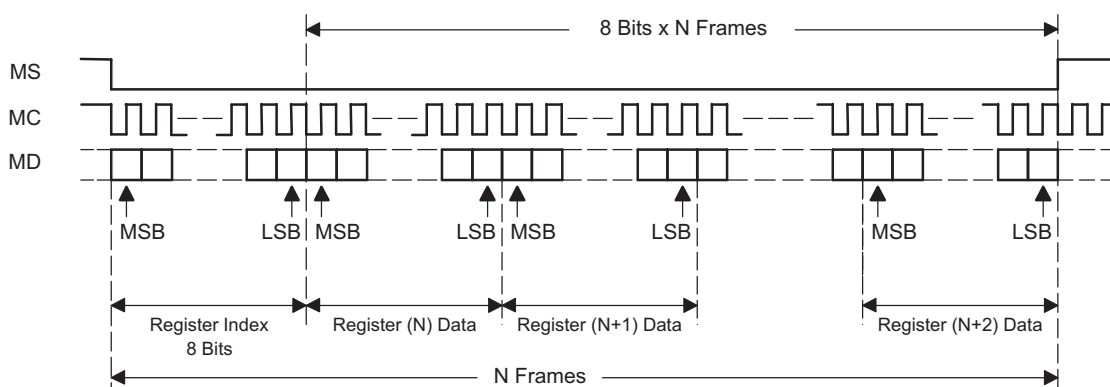 8 Bits x N Frames
MS
MC
MD
MSB
LSB
MSB
LSB
MSB
LSB
MSB
LSB
Register Index
8 Bits
Register (N) Data
Register (N+1) Data
Register (N+2) Data
N Frames